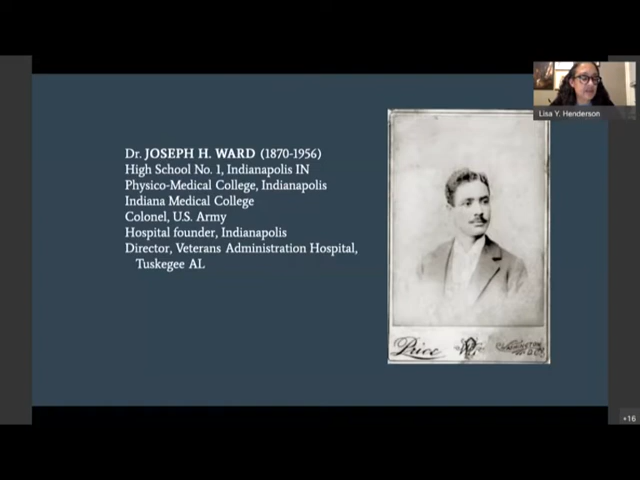 Dr. JOSEPH H. WARD (1870-1956)
High School No. 1, Indianapolis IN
Physico-Medical College, Indianapolis
Indiana Medical College
Colonel, U.S. Army
Hospital founder, Indianapolis
Director, Veterans Administration Hospital,
Tuskegee AL
Lisa Y. Henderson
Price
+16